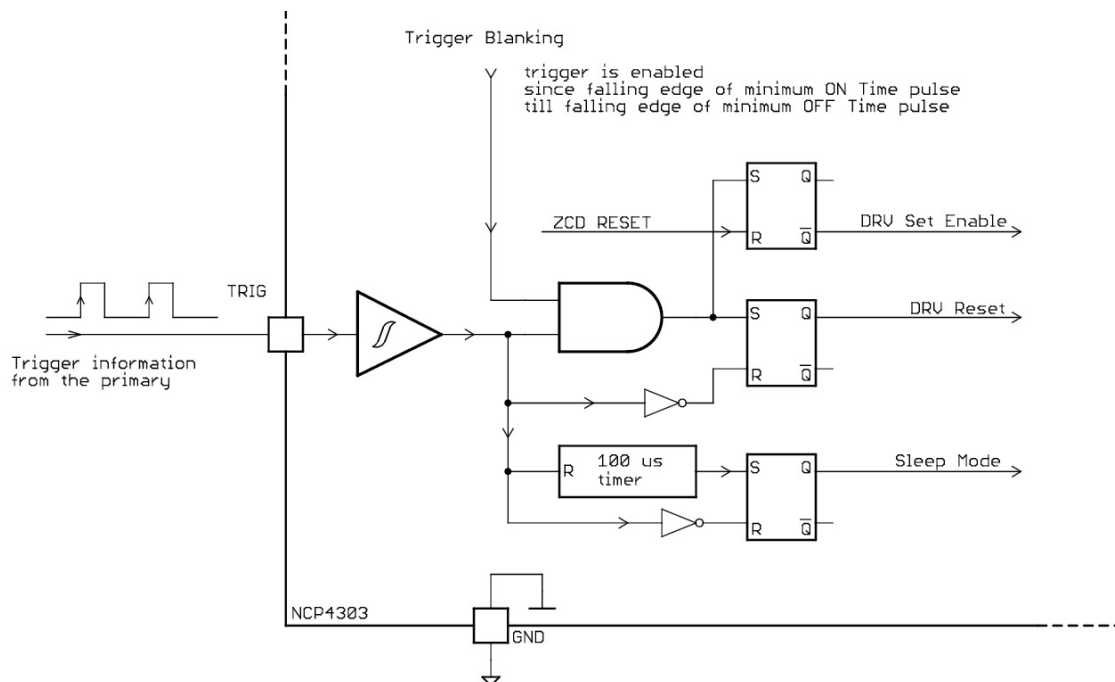 Trigger Blanking
trigger is enabled
since falling edge of minimum ON Time pulse
till falling edge of minimum OFF Time pulse
S Q
ZCD RESET
R Q̅
DRV Set Enable
TRIG
S Q
DRV Reset
Trigger information
from the primary
R Q̅
R
100 us
timer
S Q
Sleep Mode
R Q̅
NCP4303
GND